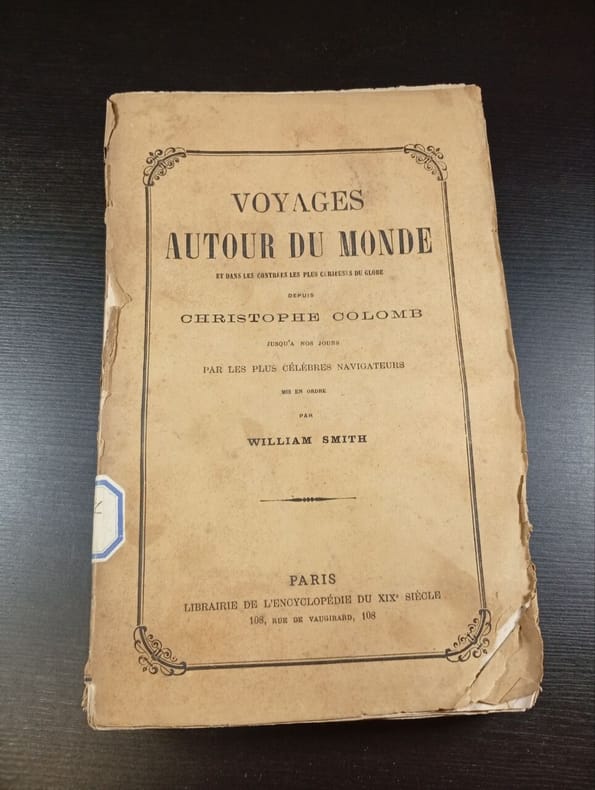 VOYAGES
AUTOUR DU MONDE
ET DANS LES CONTRÉES LES PLUS CURIEUSES DU GLOBE
DEPUIS
CHRISTOPHE COLOMB
JUSQU'A NOS JOURS
PAR LES PLUS CÉLÈBRES NAVIGATEURS
MIS EN ORDRE
PAR
WILLIAM SMITH
PARIS
LIBRAIRIE DE L'ENCYCLOPÉDIE DU XIXe SIÈCLE
108, RUE DE VAUGIRARD, 108